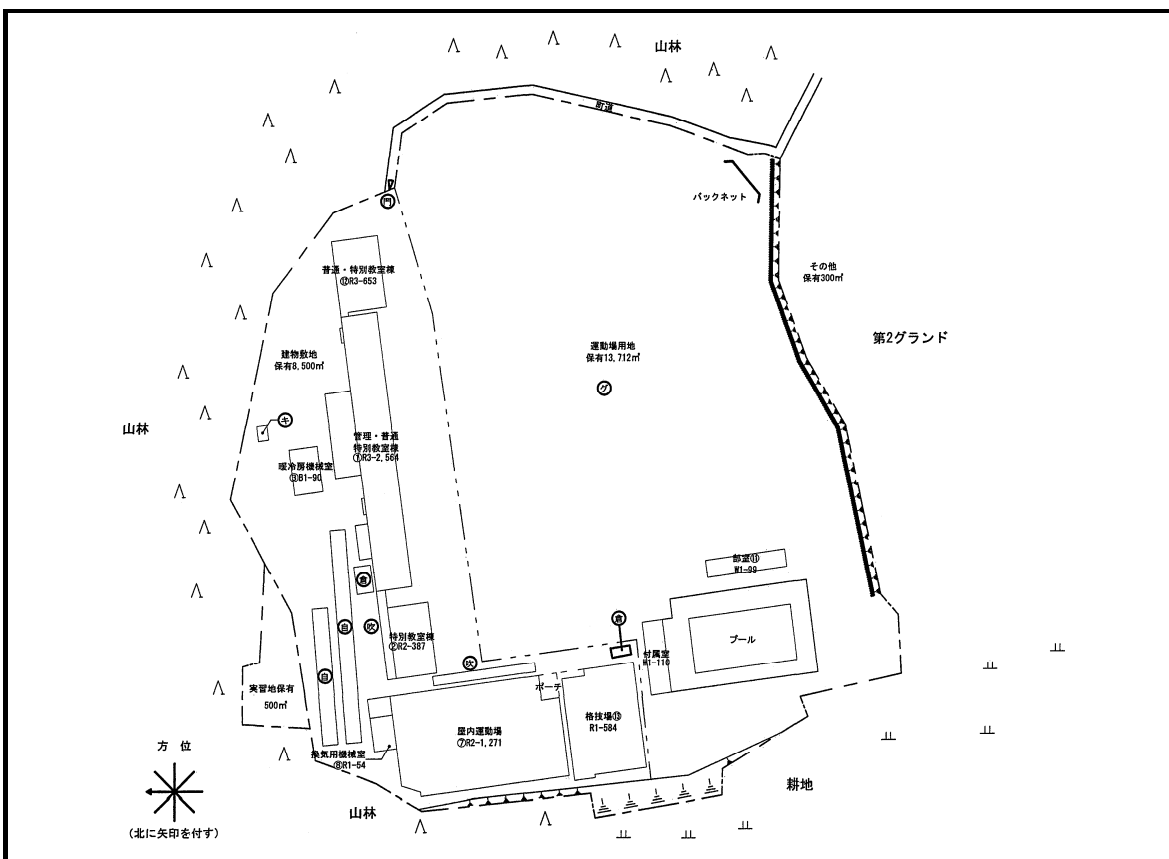 山林
町道
バックネット
門
普通・特別教室棟
⑫R3-653
その他
保有300㎡
第2グランド
運動場用地
保有13,712㎡
グ
建物敷地
保有8,500㎡
キ
山林
管理・普通
特別教室棟
①R3-2,564
暖冷房機械室
③B1-90
部室⑪
W1-99
倉
倉
自
吹
特別教室棟
②R2-387
プール
付属室
吹
自
ポーチ
実習地保有
500㎡
格技場⑬
R1-584
屋内運動場
⑦R2-1,271
換気用機械室
⑧R1-54
方 位
(北に矢印を付す)
山林
耕地